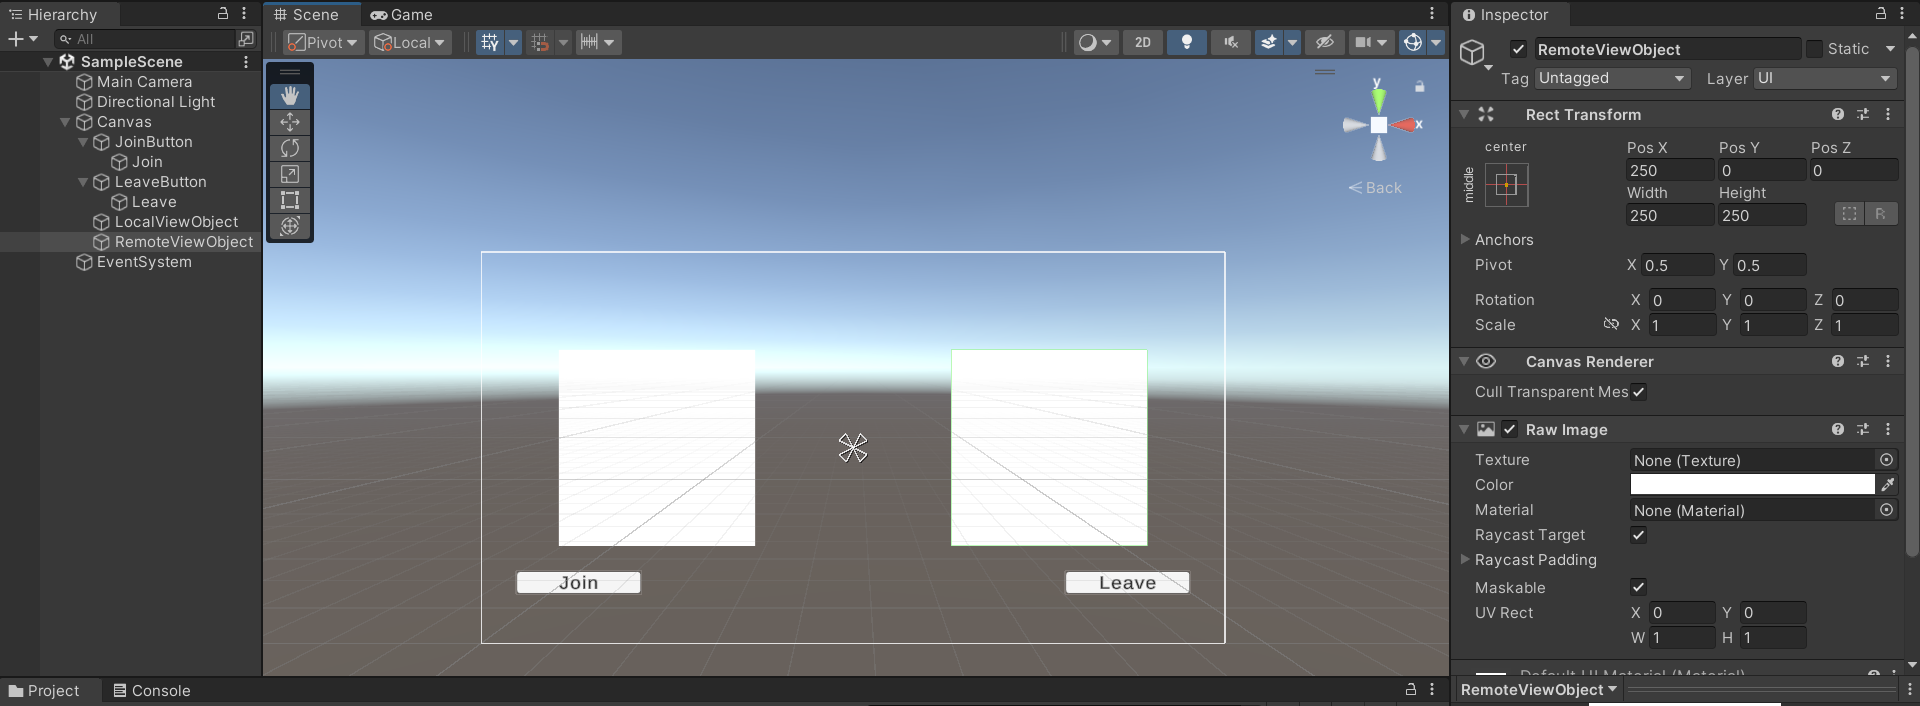 Hierarchy
All
SampleScene
Main Camera
Directional Light
Canvas
JoinButton
Join
LeaveButton
Leave
LocalViewObject
RemoteViewObject
EventSystem
Scene
Game
Pivot
Local
2D
y
x
Back
Join
Leave
Project
Console
Inspector
RemoteViewObject
Static
Tag
Untagged
Layer
UI
Rect Transform
center
middle
Pos X Pos Y Pos Z
250 0 0
Width Height
250 250
R
Anchors
Pivot X 0.5 Y 0.5
Rotation X 0 Y 0 Z 0
Scale X 1 Y 1 Z 1
Canvas Renderer
Cull Transparent Mes
Raw Image
Texture None (Texture)
Color
Material None (Material)
Raycast Target
Raycast Padding
Maskable
UV Rect X 0 Y 0
W 1 H 1
Default UI Material (Material)
RemoteViewObject